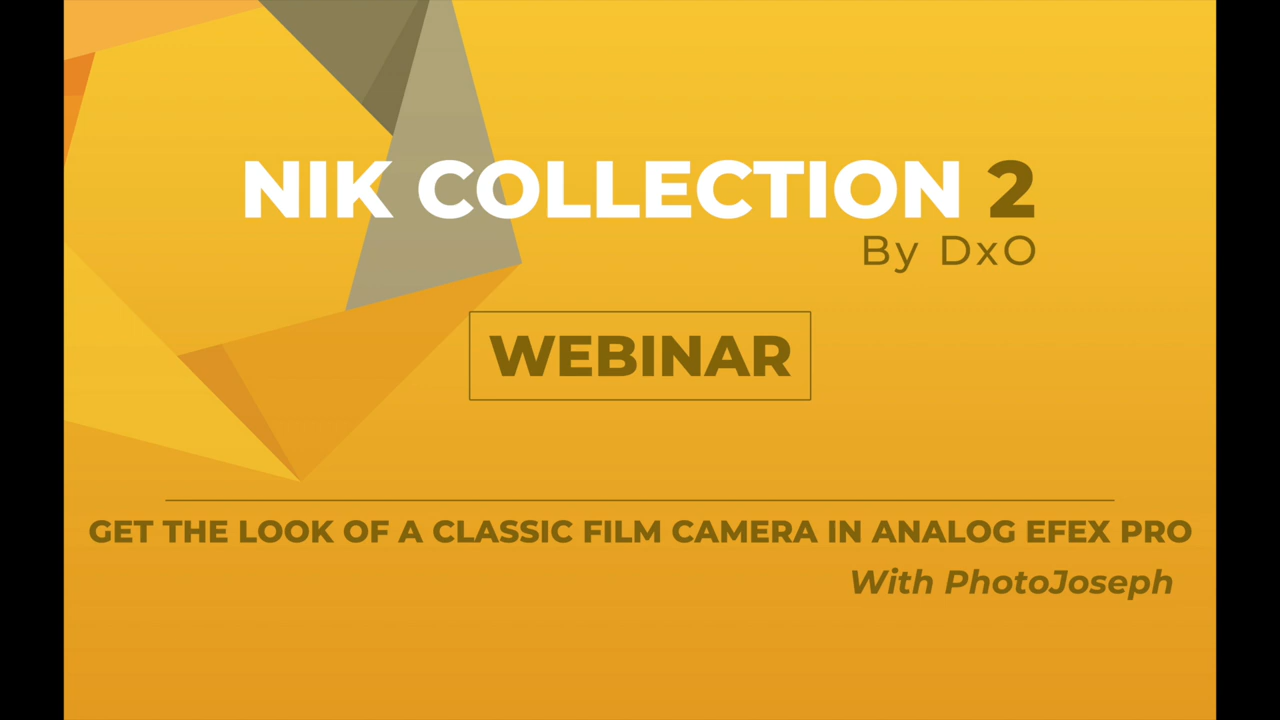 NIK COLLECTION 2
By DxO
WEBINAR
GET THE LOOK OF A CLASSIC FILM CAMERA IN ANALOG EFEX PRO
With PhotoJoseph